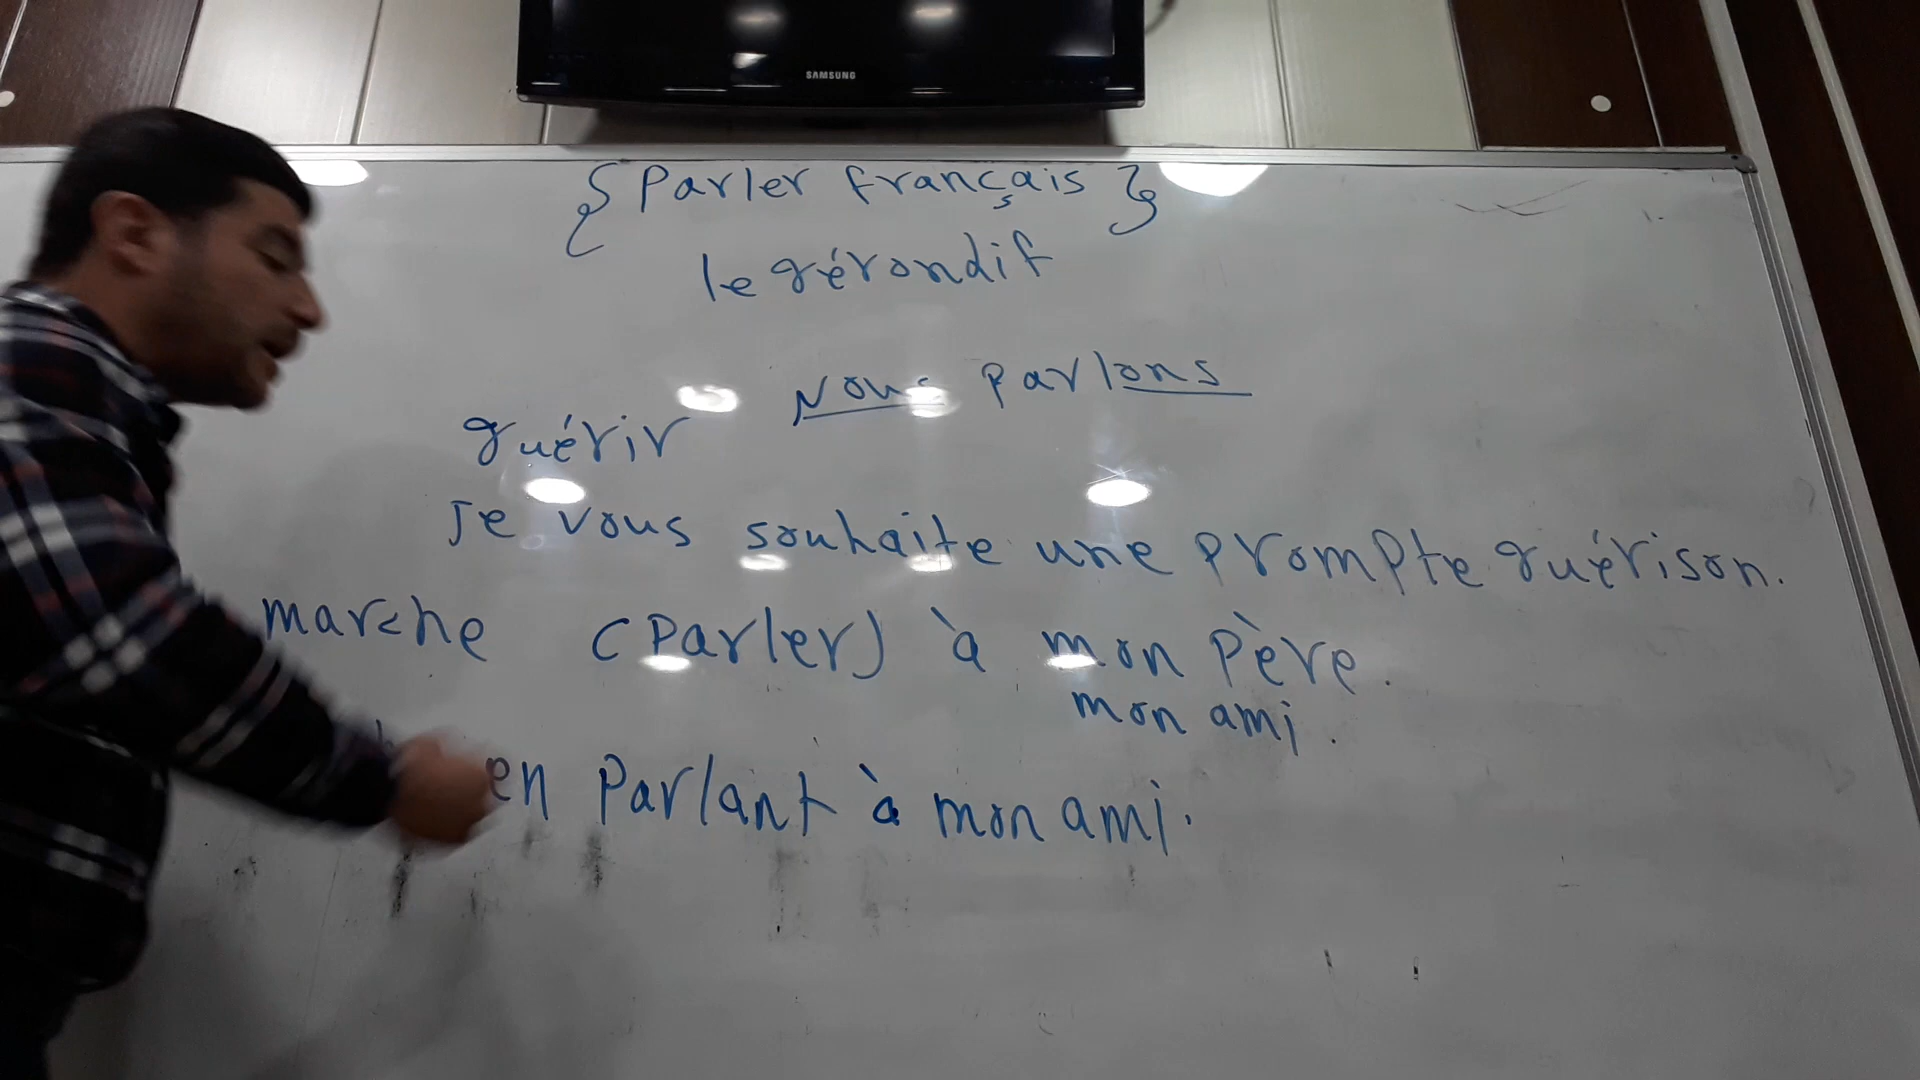 SAMSUNG
{ Parler français }
le gérondif
Nous parlons
guérir
Je vous souhaite une prompte guérison.
marche (Parler) à mon Père.
mon ami.
en Parlant à mon ami.